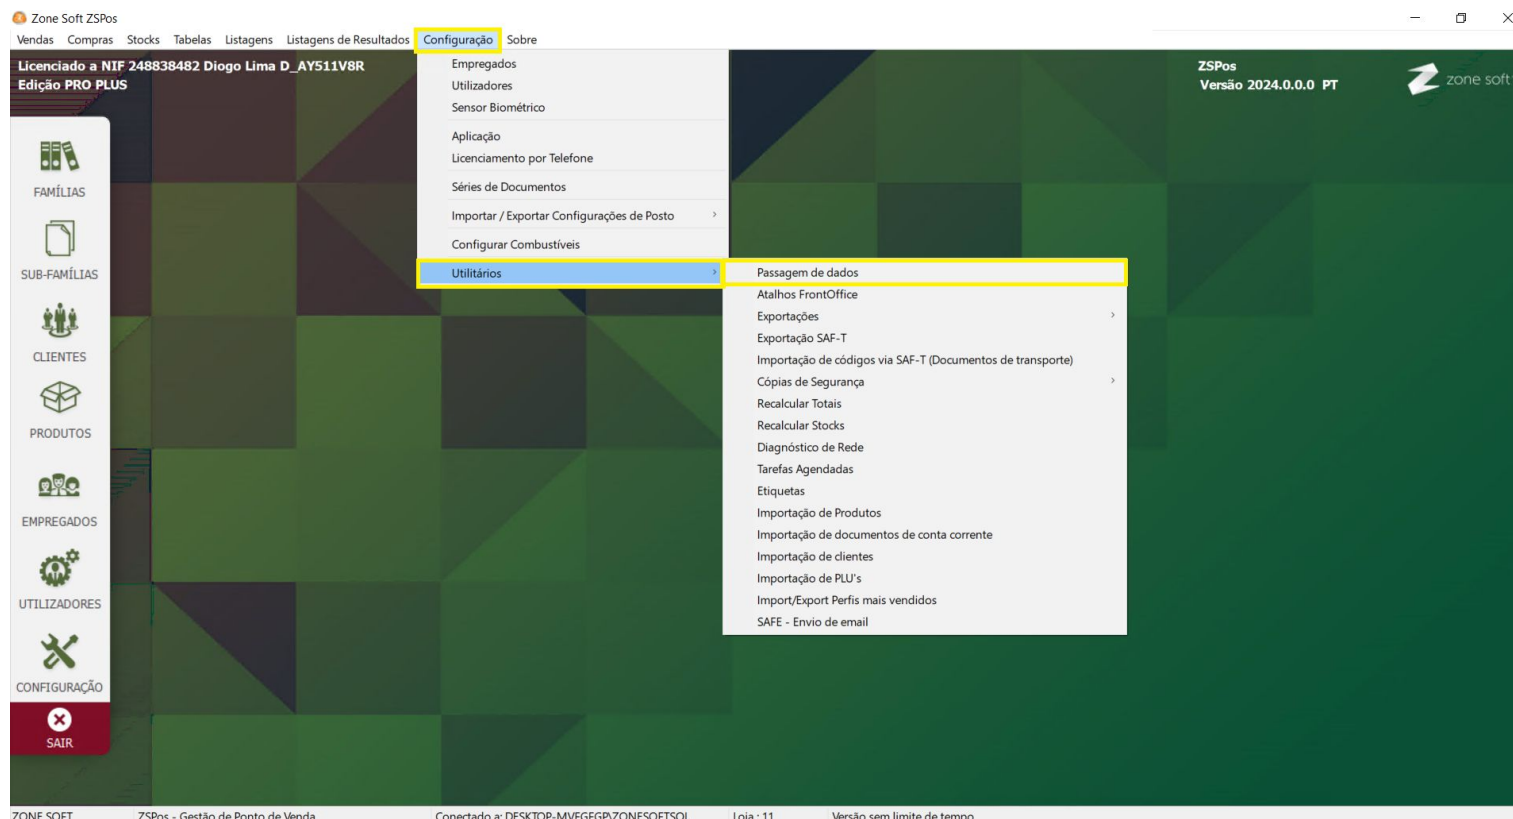 Zone Soft ZSPos
Vendas Compras Stocks Tabelas Listagens Listagens de Resultados Configuração Sobre
Licenciado a NIF 248838482 Diogo Lima D_AY511V8R
Edição PRO PLUS
ZSPos
Versão 2024.0.0.0 PT
zone soft
FAMÍLIAS
SUB-FAMÍLIAS
CLIENTES
PRODUTOS
EMPREGADOS
UTILIZADORES
CONFIGURAÇÃO
SAIR
Empregados
Utilizadores
Sensor Biométrico
Aplicação
Licenciamento por Telefone
Séries de Documentos
Importar / Exportar Configurações de Posto
Configurar Combustíveis
Utilitários
Passagem de dados
Atalhos FrontOffice
Exportações
Exportação SAF-T
Importação de códigos via SAF-T (Documentos de transporte)
Cópias de Segurança
Recalcular Totais
Recalcular Stocks
Diagnóstico de Rede
Tarefas Agendadas
Etiquetas
Importação de Produtos
Importação de documentos de conta corrente
Importação de clientes
Importação de PLU's
Import/Export Perfis mais vendidos
SAFE - Envio de email
ZONE SOFT ZSPos - Gestão de Ponto de Venda Conectado a: DESKTOP-MVEGEGP\ZONESOFTSQL Loja : 11 Versão sem limite de tempo